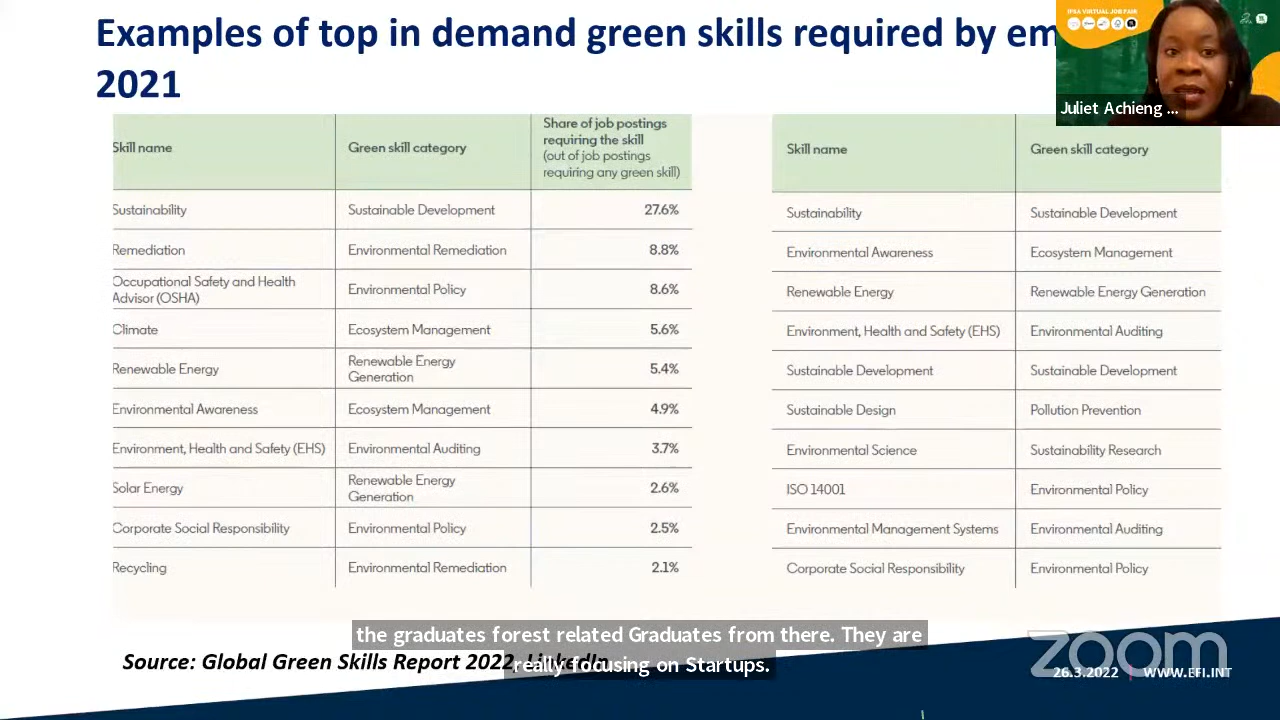 Examples of top in demand green skills required by em
2021
IFSA VIRTUAL JOB FAIR
Juliet Achieng ...
Skill name
Green skill category
Share of job postings
requiring the skill
(out of job postings
requiring any green skill)
Sustainability
Sustainable Development
27.6%
Remediation
Environmental Remediation
8.8%
Occupational Safety and Health
Advisor (OSHA)
Environmental Policy
8.6%
Climate
Ecosystem Management
5.6%
Renewable Energy
Renewable Energy
Generation
5.4%
Environmental Awareness
Ecosystem Management
4.9%
Environment, Health and Safety (EHS)
Environmental Auditing
3.7%
Solar Energy
Renewable Energy
Generation
2.6%
Corporate Social Responsibility
Environmental Policy
2.5%
Recycling
Environmental Remediation
2.1%
Skill name
Green skill category
Sustainability
Sustainable Development
Environmental Awareness
Ecosystem Management
Renewable Energy
Renewable Energy Generation
Environment, Health and Safety (EHS)
Environmental Auditing
Sustainable Development
Sustainable Development
Sustainable Design
Pollution Prevention
Environmental Science
Sustainability Research
ISO 14001
Environmental Policy
Environmental Management Systems
Environmental Auditing
Corporate Social Responsibility
Environmental Policy
the graduates forest related Graduates from there. They are
really focusing on Startups.
Source: Global Green Skills Report 2022, LinkedIn
zoom
26.3.2022 | WWW.EFI.INT